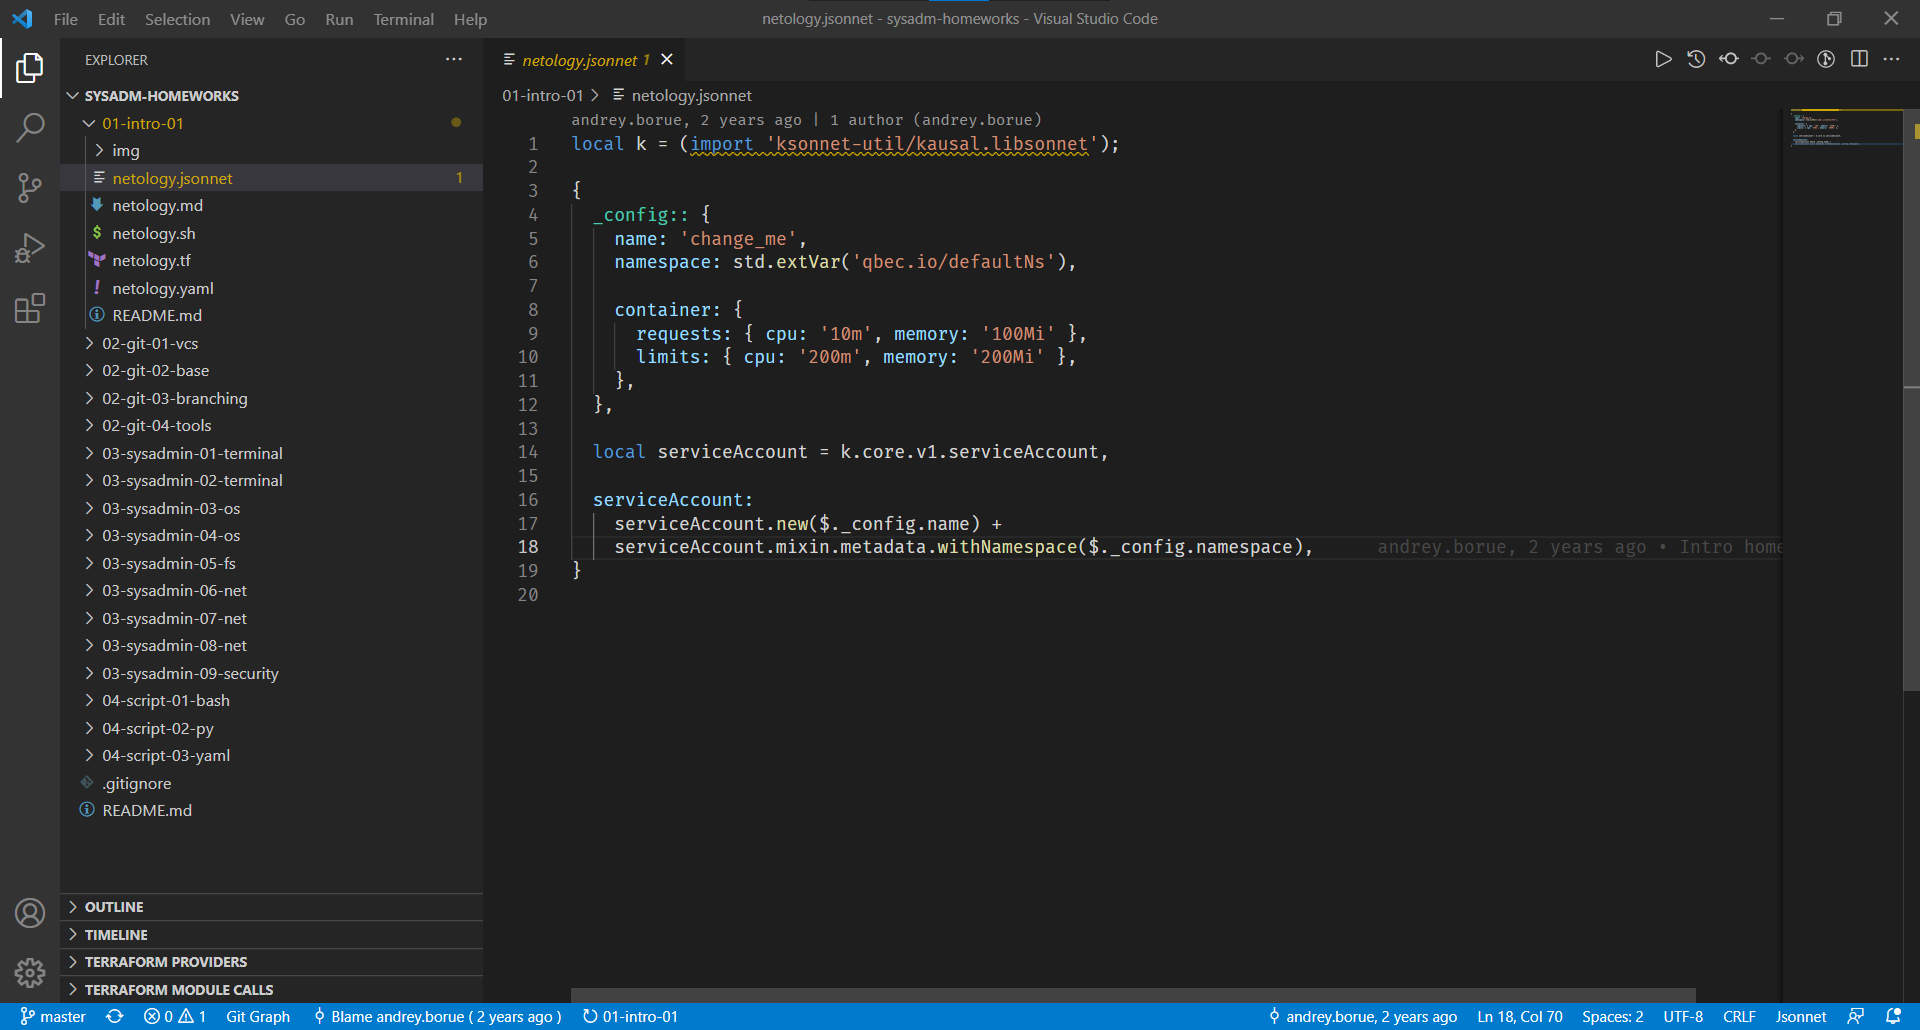 File Edit Selection View Go Run Terminal Help
netology.jsonnet - sysadm-homeworks - Visual Studio Code
EXPLORER
SYSADM-HOMEWORKS
01-intro-01
img
netology.jsonnet 1
netology.md
$ netology.sh
netology.tf
! netology.yaml
README.md
02-git-01-vcs
02-git-02-base
02-git-03-branching
02-git-04-tools
03-sysadmin-01-terminal
03-sysadmin-02-terminal
03-sysadmin-03-os
03-sysadmin-04-os
03-sysadmin-05-fs
03-sysadmin-06-net
03-sysadmin-07-net
03-sysadmin-08-net
03-sysadmin-09-security
04-script-01-bash
04-script-02-py
04-script-03-yaml
.gitignore
README.md
OUTLINE
TIMELINE
TERRAFORM PROVIDERS
TERRAFORM MODULE CALLS
netology.jsonnet 1
01-intro-01 > netology.jsonnet
andrey.borue, 2 years ago | 1 author (andrey.borue)
1 local k = (import 'ksonnet-util/kausal.libsonnet');
2
3 {
4 _config:: {
5 name: 'change_me',
6 namespace: std.extVar('qbec.io/defaultNs'),
7
8 container: {
9 requests: { cpu: '10m', memory: '100Mi' },
10 limits: { cpu: '200m', memory: '200Mi' },
11 },
12 },
13
14 local serviceAccount = k.core.v1.serviceAccount,
15
16 serviceAccount:
17 serviceAccount.new($._config.name) +
18 serviceAccount.mixin.metadata.withNamespace($._config.namespace), andrey.borue, 2 years ago • Intro home
19 }
20
master 0 1 Git Graph Blame andrey.borue ( 2 years ago ) 01-intro-01
andrey.borue, 2 years ago Ln 18, Col 70 Spaces: 2 UTF-8 CRLF Jsonnet